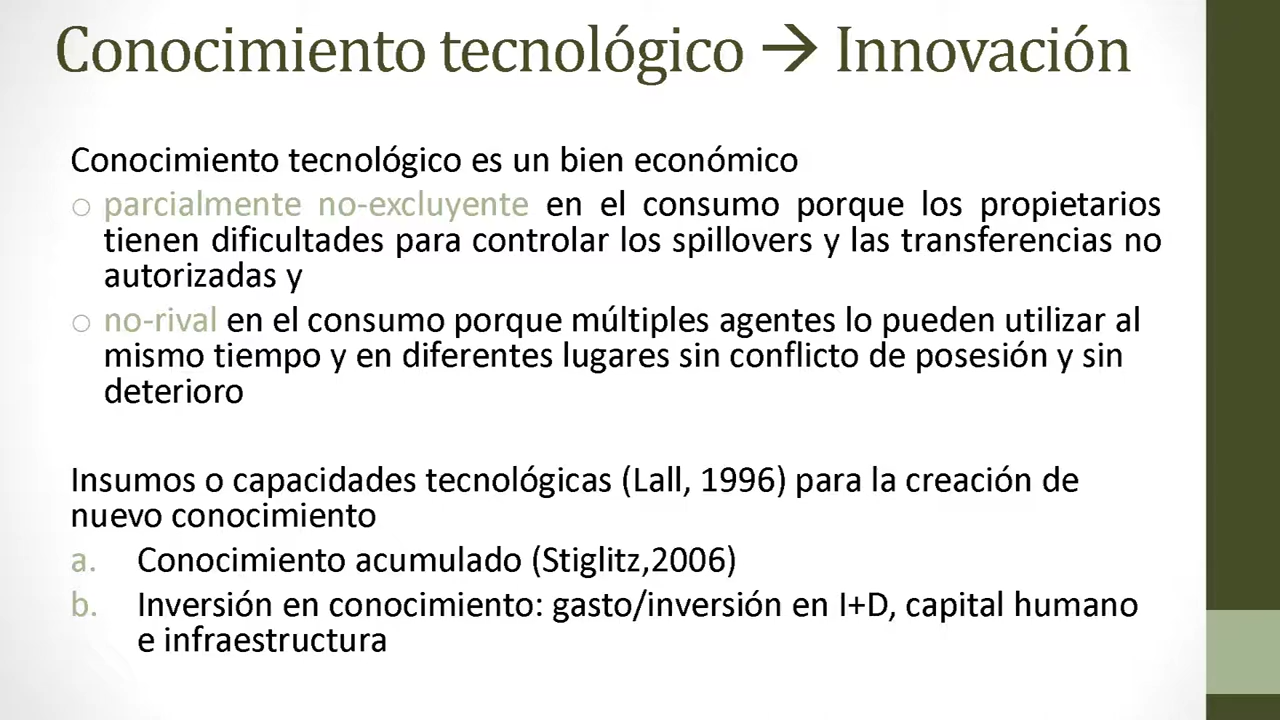 Conocimiento tecnológico → Innovación
Conocimiento tecnológico es un bien económico
○ parcialmente no-excluyente en el consumo porque los propietarios
tienen dificultades para controlar los spillovers y las transferencias no
autorizadas y
○ no-rival en el consumo porque múltiples agentes lo pueden utilizar al
mismo tiempo y en diferentes lugares sin conflicto de posesión y sin
deterioro
Insumos o capacidades tecnológicas (Lall, 1996) para la creación de
nuevo conocimiento
a. Conocimiento acumulado (Stiglitz,2006)
b. Inversión en conocimiento: gasto/inversión en I+D, capital humano
e infraestructura